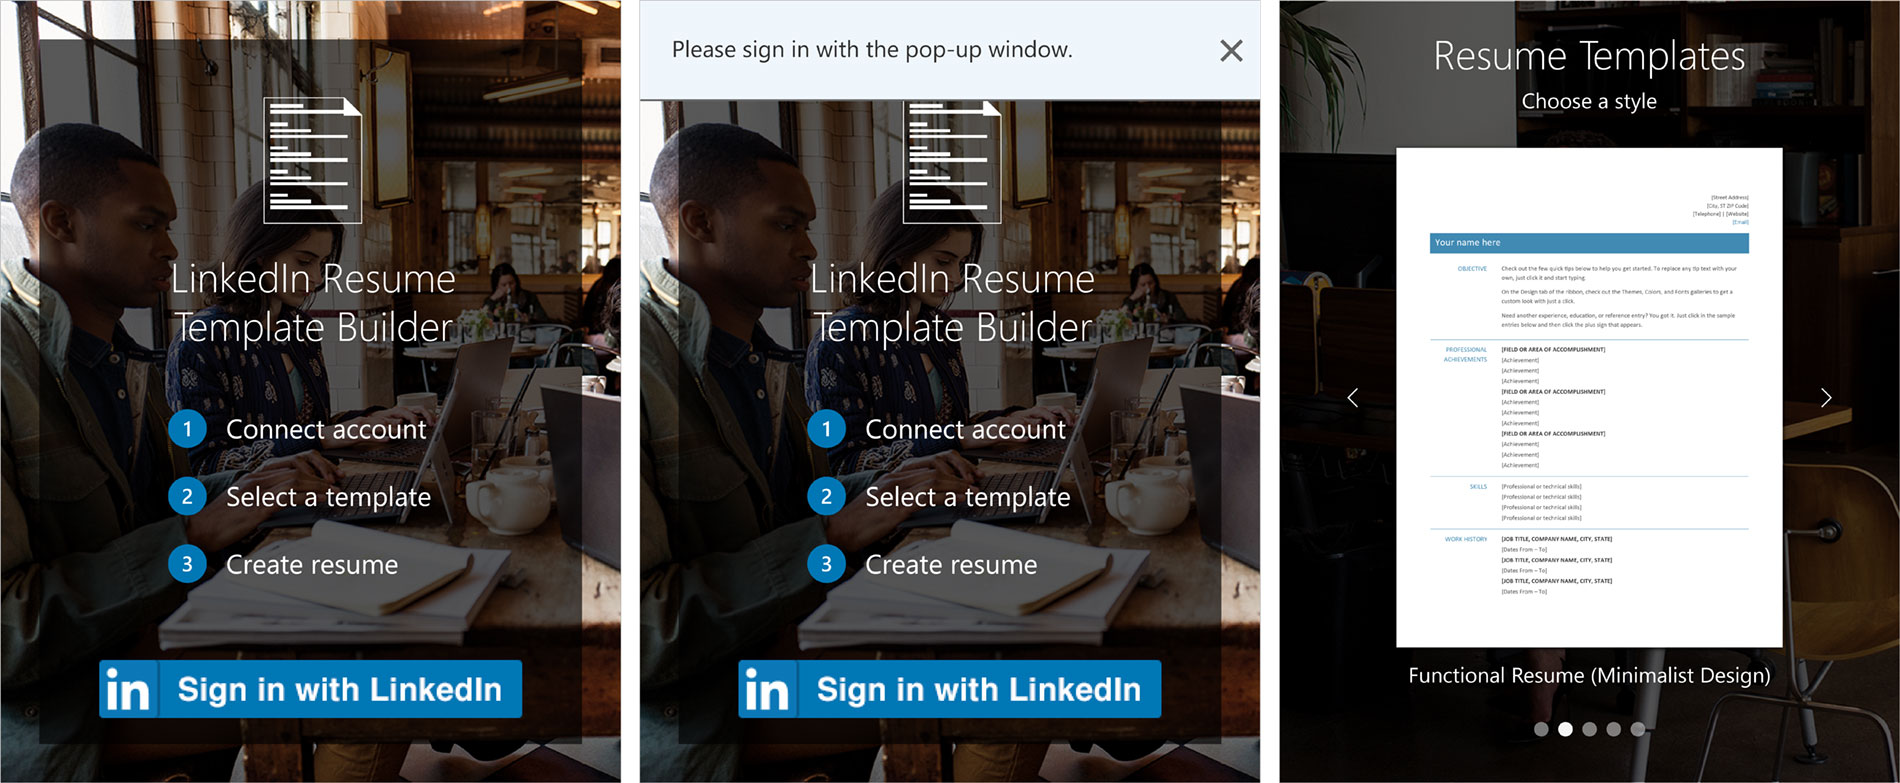 LinkedIn Resume
Template Builder
1 Connect account
2 Select a template
3 Create resume
in Sign in with LinkedIn
Please sign in with the pop-up window.
LinkedIn Resume
Template Builder
1 Connect account
2 Select a template
3 Create resume
in Sign in with LinkedIn
Resume Templates
Choose a style
[Street Address]
[City, ST ZIP Code]
[Telephone] | [Website]
[Email]
Your name here
OBJECTIVE
Check out the few quick tips below to help you get started. To replace any tip text with your
own, just click it and start typing.
On the Design tab of the ribbon, check out the Themes, Colors, and Fonts galleries to get a
custom look with just a click.
Need another experience, education, or reference entry? You got it. Just click in the sample
entries below and then click the plus sign that appears.
PROFESSIONAL
ACHIEVEMENTS
[FIELD OR AREA OF ACCOMPLISHMENT]
[Achievement]
[Achievement]
[Achievement]
[FIELD OR AREA OF ACCOMPLISHMENT]
[Achievement]
[Achievement]
[Achievement]
[FIELD OR AREA OF ACCOMPLISHMENT]
[Achievement]
[Achievement]
[Achievement]
SKILLS
[Professional or technical skills]
[Professional or technical skills]
[Professional or technical skills]
[Professional or technical skills]
WORK HISTORY
[JOB TITLE, COMPANY NAME, CITY, STATE]
[Dates From – To]
[JOB TITLE, COMPANY NAME, CITY, STATE]
[Dates From – To]
[JOB TITLE, COMPANY NAME, CITY, STATE]
[Dates From – To]
Functional Resume (Minimalist Design)